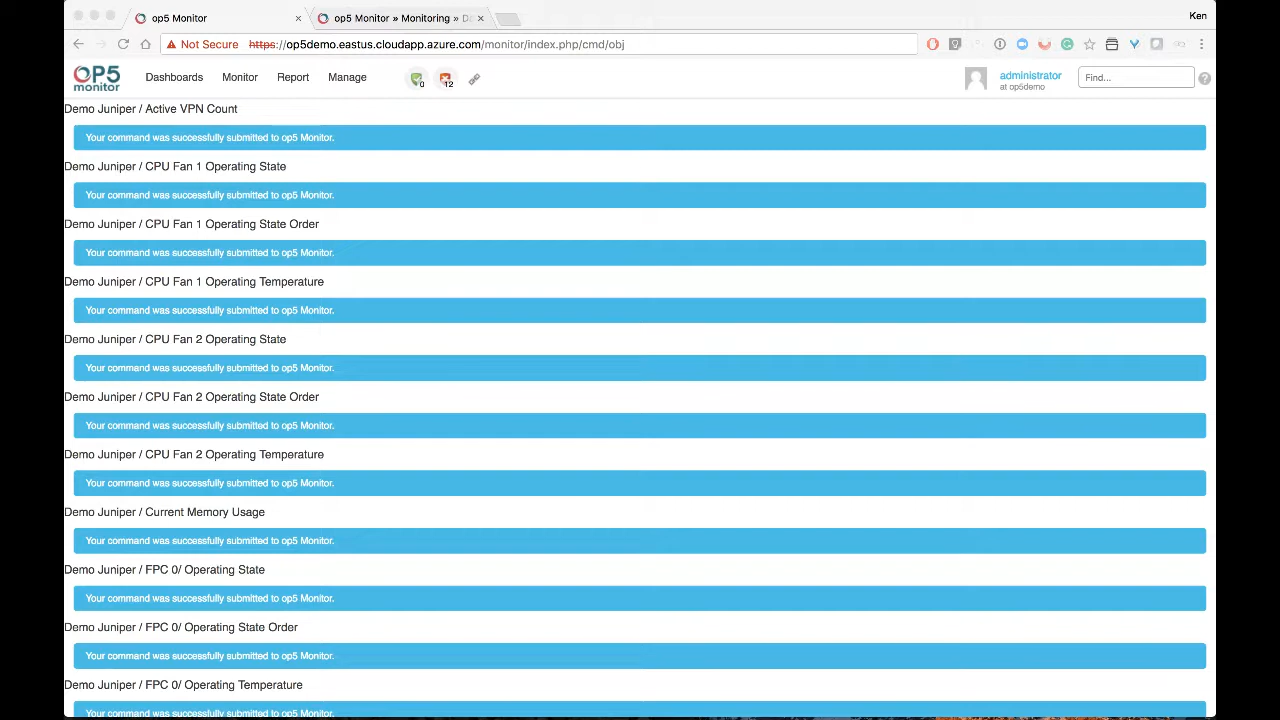 op5 Monitor
op5 Monitor » Monitoring » D
Ken
Not Secure https://op5demo.eastus.cloudapp.azure.com/monitor/index.php/cmd/obj
OP5 monitor
Dashboards Monitor Report Manage 0 12
administrator
at op5demo
Find...
Demo Juniper / Active VPN Count
Your command was successfully submitted to op5 Monitor.
Demo Juniper / CPU Fan 1 Operating State
Your command was successfully submitted to op5 Monitor.
Demo Juniper / CPU Fan 1 Operating State Order
Your command was successfully submitted to op5 Monitor.
Demo Juniper / CPU Fan 1 Operating Temperature
Your command was successfully submitted to op5 Monitor.
Demo Juniper / CPU Fan 2 Operating State
Your command was successfully submitted to op5 Monitor.
Demo Juniper / CPU Fan 2 Operating State Order
Your command was successfully submitted to op5 Monitor.
Demo Juniper / CPU Fan 2 Operating Temperature
Your command was successfully submitted to op5 Monitor.
Demo Juniper / Current Memory Usage
Your command was successfully submitted to op5 Monitor.
Demo Juniper / FPC 0/ Operating State
Your command was successfully submitted to op5 Monitor.
Demo Juniper / FPC 0/ Operating State Order
Your command was successfully submitted to op5 Monitor.
Demo Juniper / FPC 0/ Operating Temperature
Your command was successfully submitted to op5 Monitor.